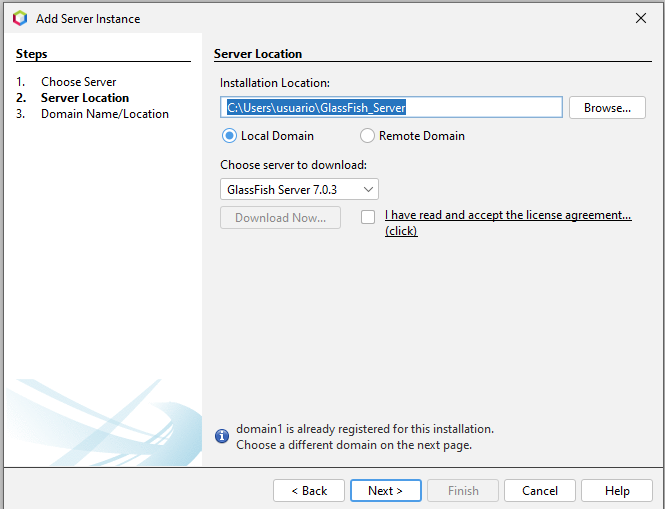 Add Server Instance
Steps
1. Choose Server
2. Server Location
3. Domain Name/Location
Server Location
Installation Location:
C:\Users\usuario\GlassFish_Server
Browse...
Local Domain
Remote Domain
Choose server to download:
GlassFish Server 7.0.3
Download Now...
I have read and accept the license agreement...
(click)
domain1 is already registered for this installation.
Choose a different domain on the next page.
< Back
Next >
Finish
Cancel
Help